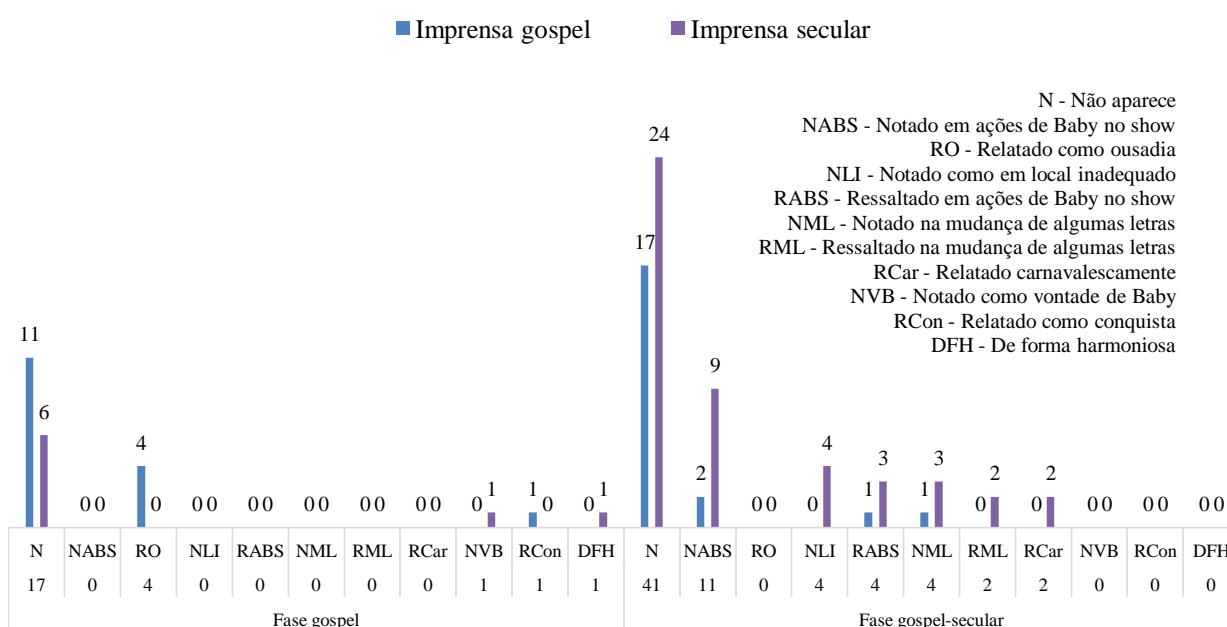 Imprensa gospel Imprensa secular
N - Não aparece
NABS - Notado em ações de Baby no show
RO - Relatado como ousadia
NLI - Notado como em local inadequado
RABS - Ressaltado em ações de Baby no show
NML - Notado na mudança de algumas letras
RML - Ressaltado na mudança de algumas letras
RCar - Relatado carnavalescamente
NVB - Notado como vontade de Baby
RCon - Relatado como conquista
DFH - De forma harmoniosa
11 6 0 0 4 0 0 0 0 0 0 0 0 0 0 0 0 1 1 0 0 1 17 24 2 9 0 0 0 4 1 3 1 3 0 2 0 2 0 0 0 0 0 0
N NABS RO NLI RABS NML RML RCar NVB RCon DFH N NABS RO NLI RABS NML RML RCar NVB RCon DFH
17 0 4 0 0 0 0 0 1 1 1 41 11 0 4 4 4 2 2 0 0 0
Fase gospel Fase gospel-secular